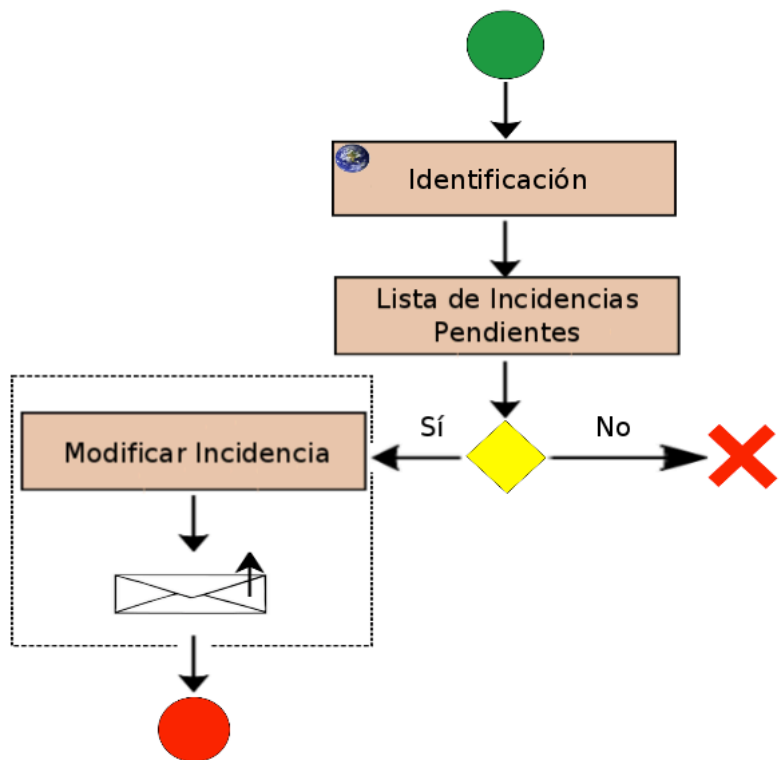 Identificación
Lista de Incidencias
Pendientes
Sí
No
Modificar Incidencia